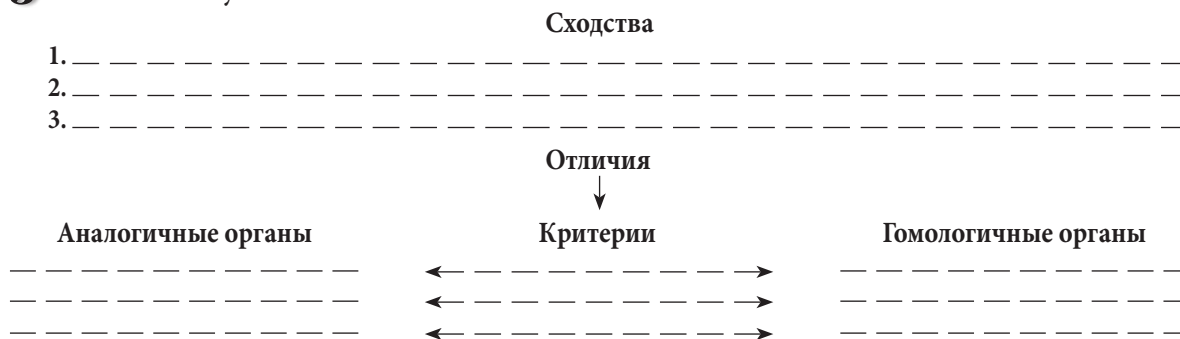 Сходства
1.
2.
3.
Отличия
Аналогичные органы Критерии Гомологичные органы